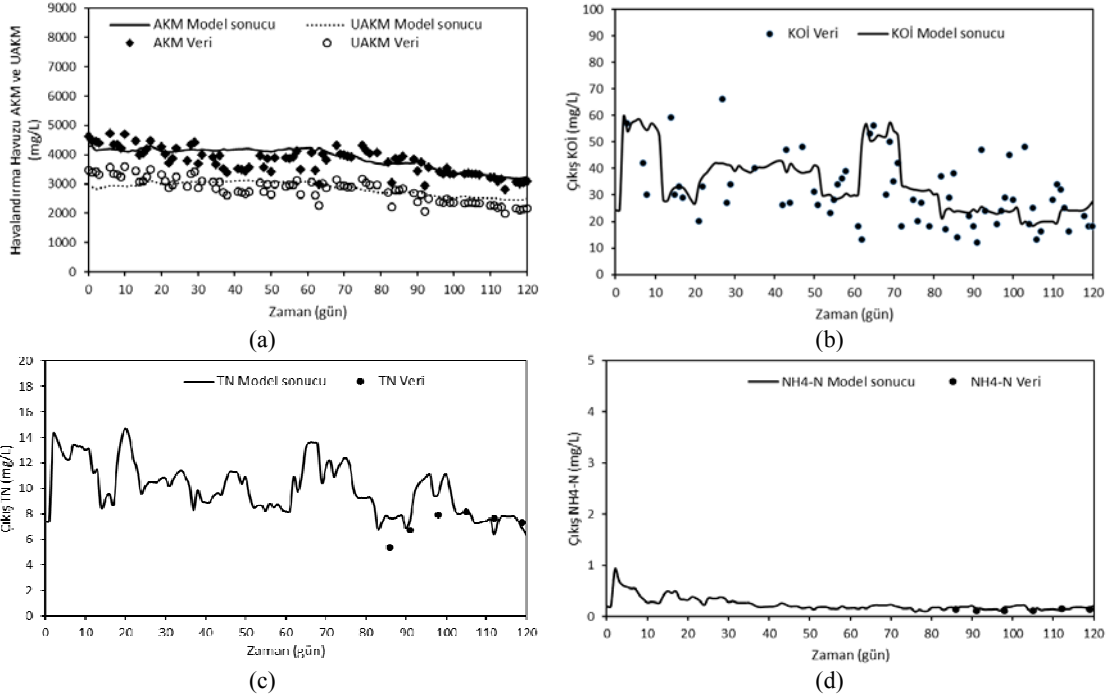 AKM Model sonucu
UAKM Model sonucu
AKM Veri
UAKM Veri
Havalandırma Havuzu AKM ve UAKM
(mg/L)
9000
8000
7000
6000
5000
4000
3000
2000
1000
0
0 10 20 30 40 50 60 70 80 90 100 110 120
Zaman (gün)
(a)
KOİ Veri
KOİ Model sonucu
Çıkış KOİ (mg/L)
100
90
80
70
60
50
40
30
20
10
0
0 10 20 30 40 50 60 70 80 90 100 110 120
Zaman (gün)
(b)
TN Model sonucu
TN Veri
Çıkış TN (mg/L)
20
18
16
14
12
10
8
6
4
2
0
0 10 20 30 40 50 60 70 80 90 100 110 120
Zaman (gün)
(c)
NH4-N Model sonucu
NH4-N Veri
Çıkış NH4-N (mg/L)
5
4
3
2
1
0
0 10 20 30 40 50 60 70 80 90 100 110 120
Zaman (gün)
(d)